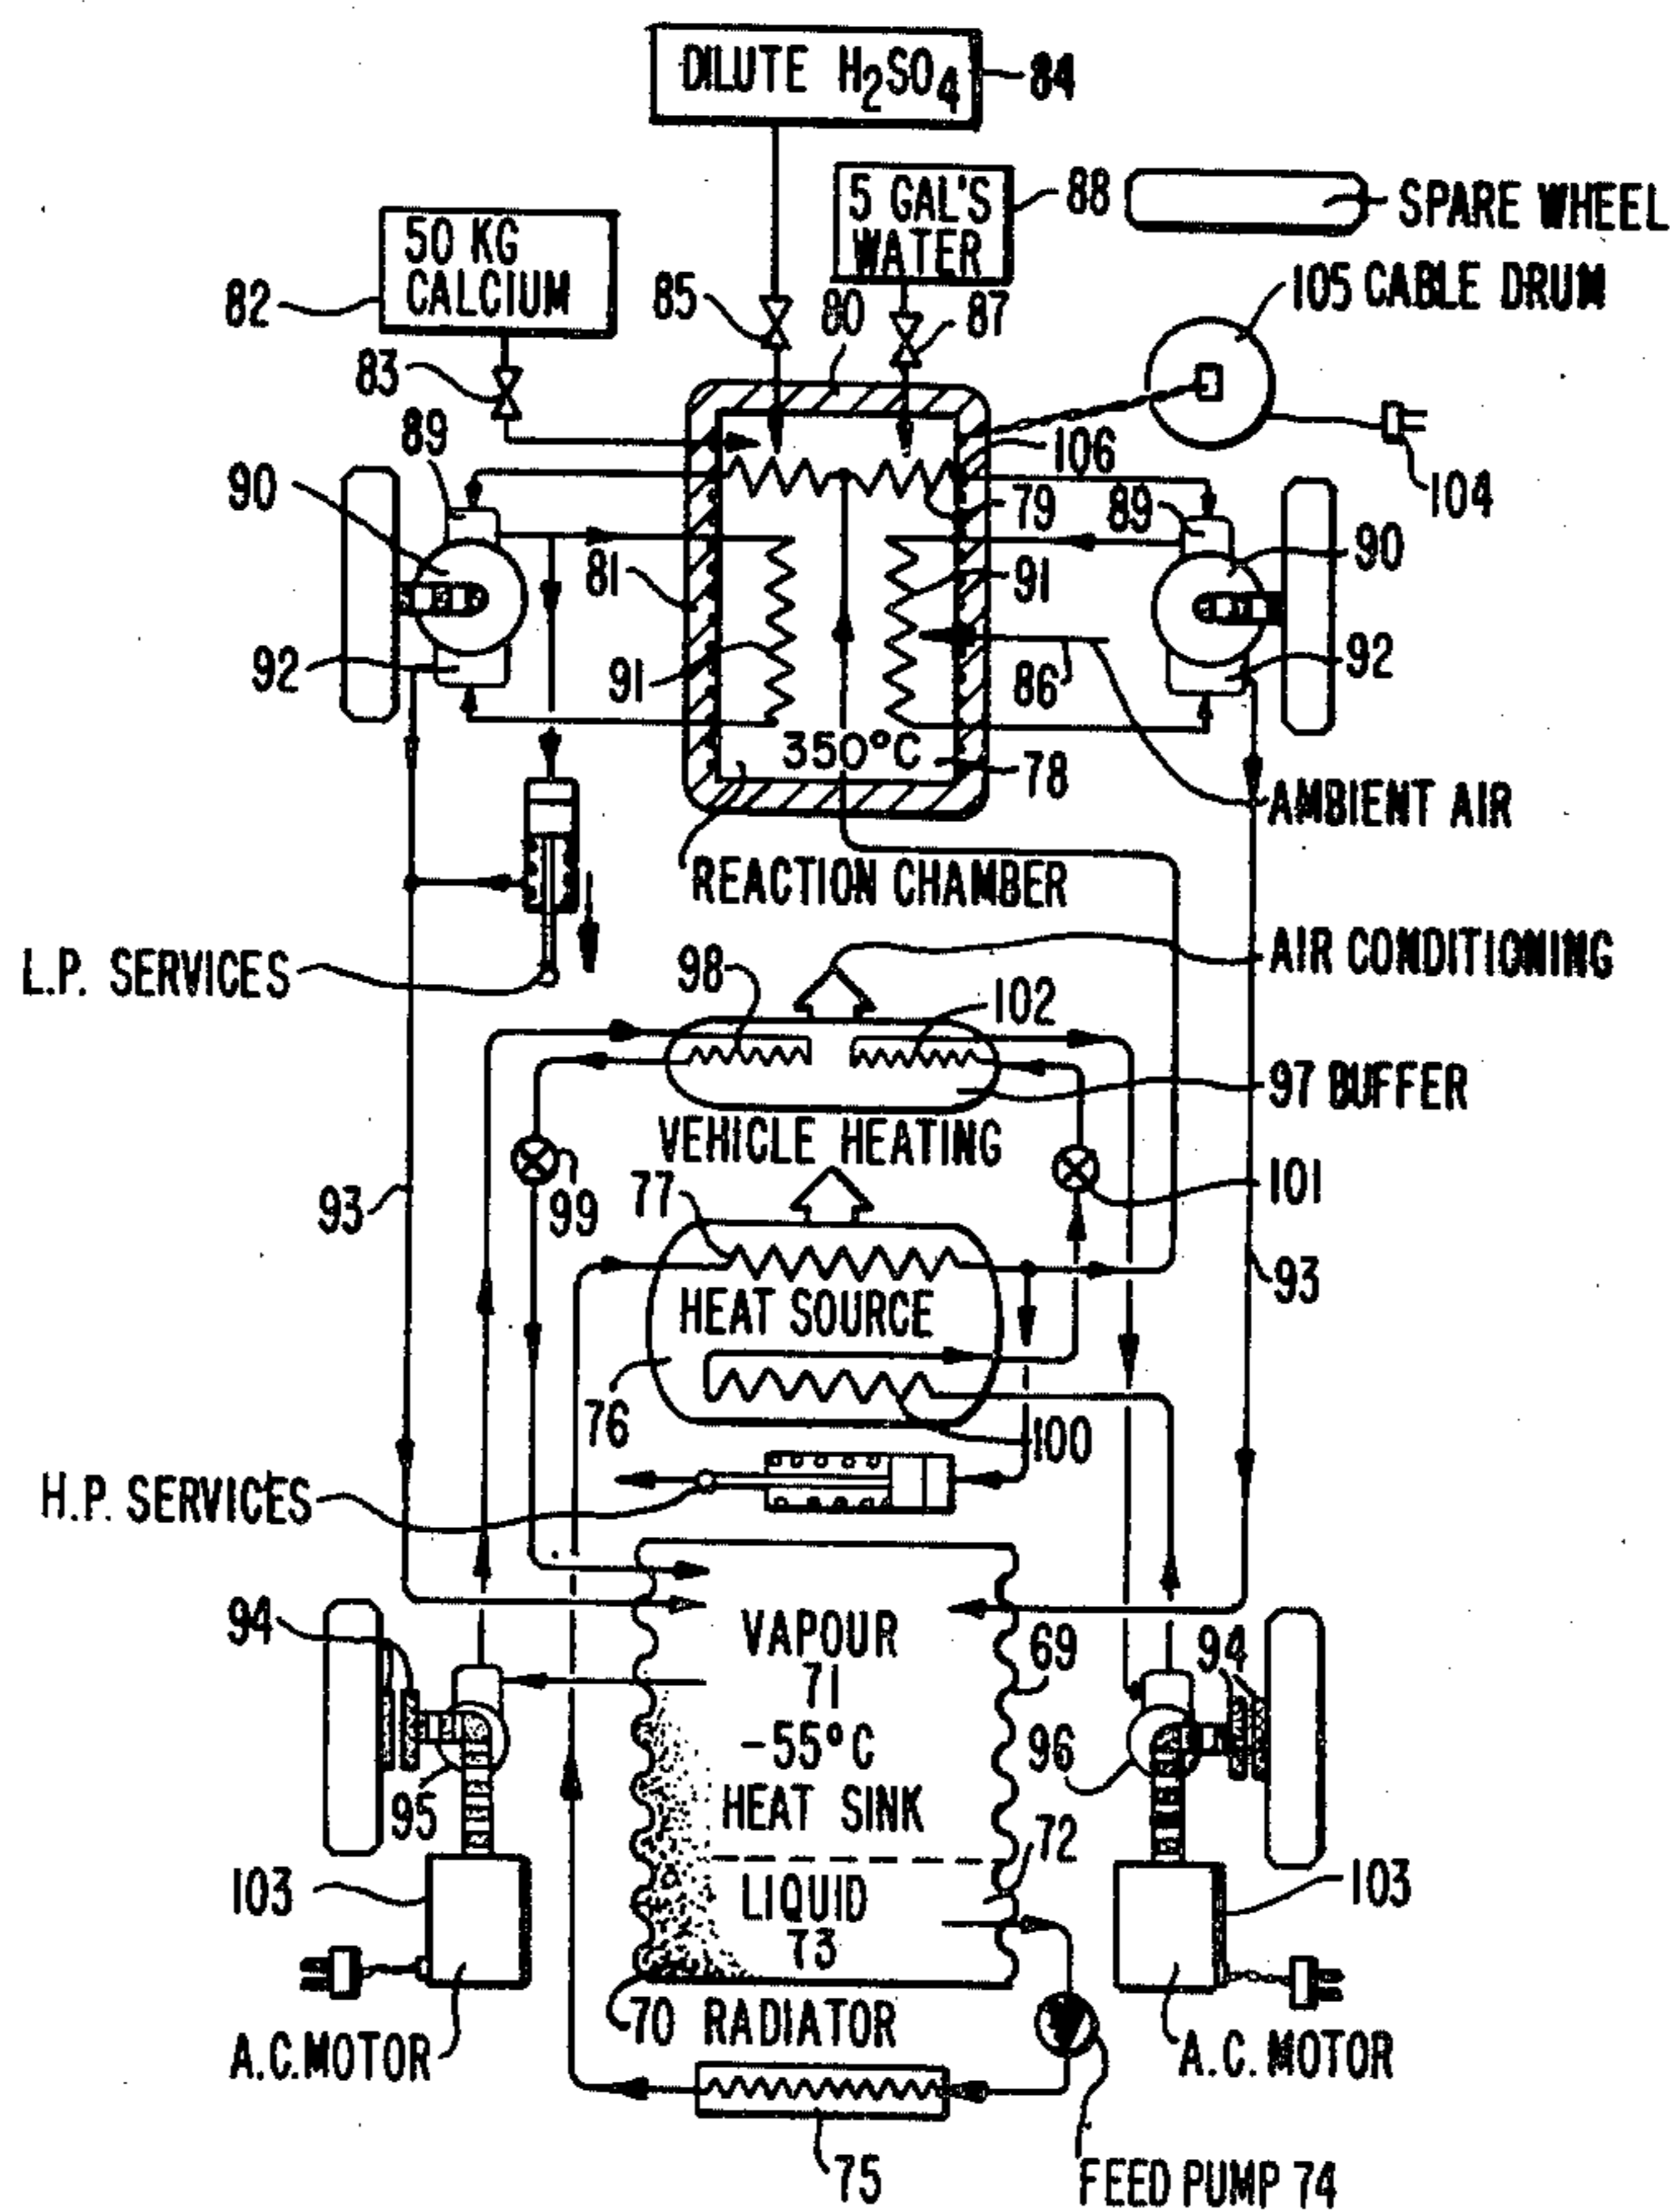 DILUTE H₂SO₄
84
5 GAL'S
WATER
88
SPARE WHEEL
50 KG
CALCIUM
82
85
80
87
105 CABLE DRUM
83
89
106
104
90
79
89
90
81
91
92
91
86
92
350°C
78
AMBIENT AIR
REACTION CHAMBER
L.P. SERVICES
98
AIR CONDITIONING
102
97 BUFFER
VEHICLE HEATING
99
77
101
93
93
HEAT SOURCE
76
100
H.P. SERVICES
94
VAPOUR
71
69
94
-55°C
HEAT SINK
95
96
72
LIQUID
73
103
103
70 RADIATOR
A.C. MOTOR
A.C. MOTOR
75
FEED PUMP 74